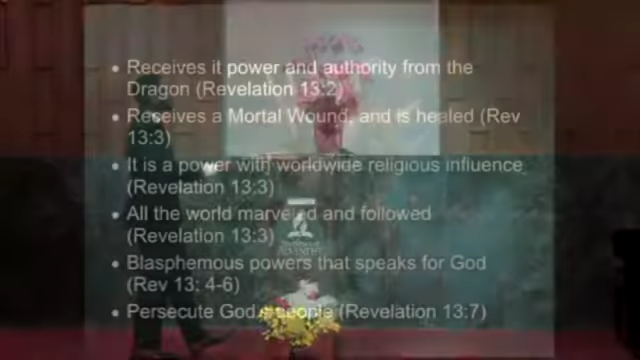 • Receives it power and authority from the
Dragon (Revelation 13:2)
• Receives a Mortal Wound, and is healed (Rev
13:3)
• It is a power with worldwide religious influence
(Revelation 13:3)
• All the world marveled and followed
(Revelation 13:3)
• Blasphemous powers that speaks for God
(Rev 13: 4-6)
• Persecute God's people (Revelation 13:7)
ADVENTIST